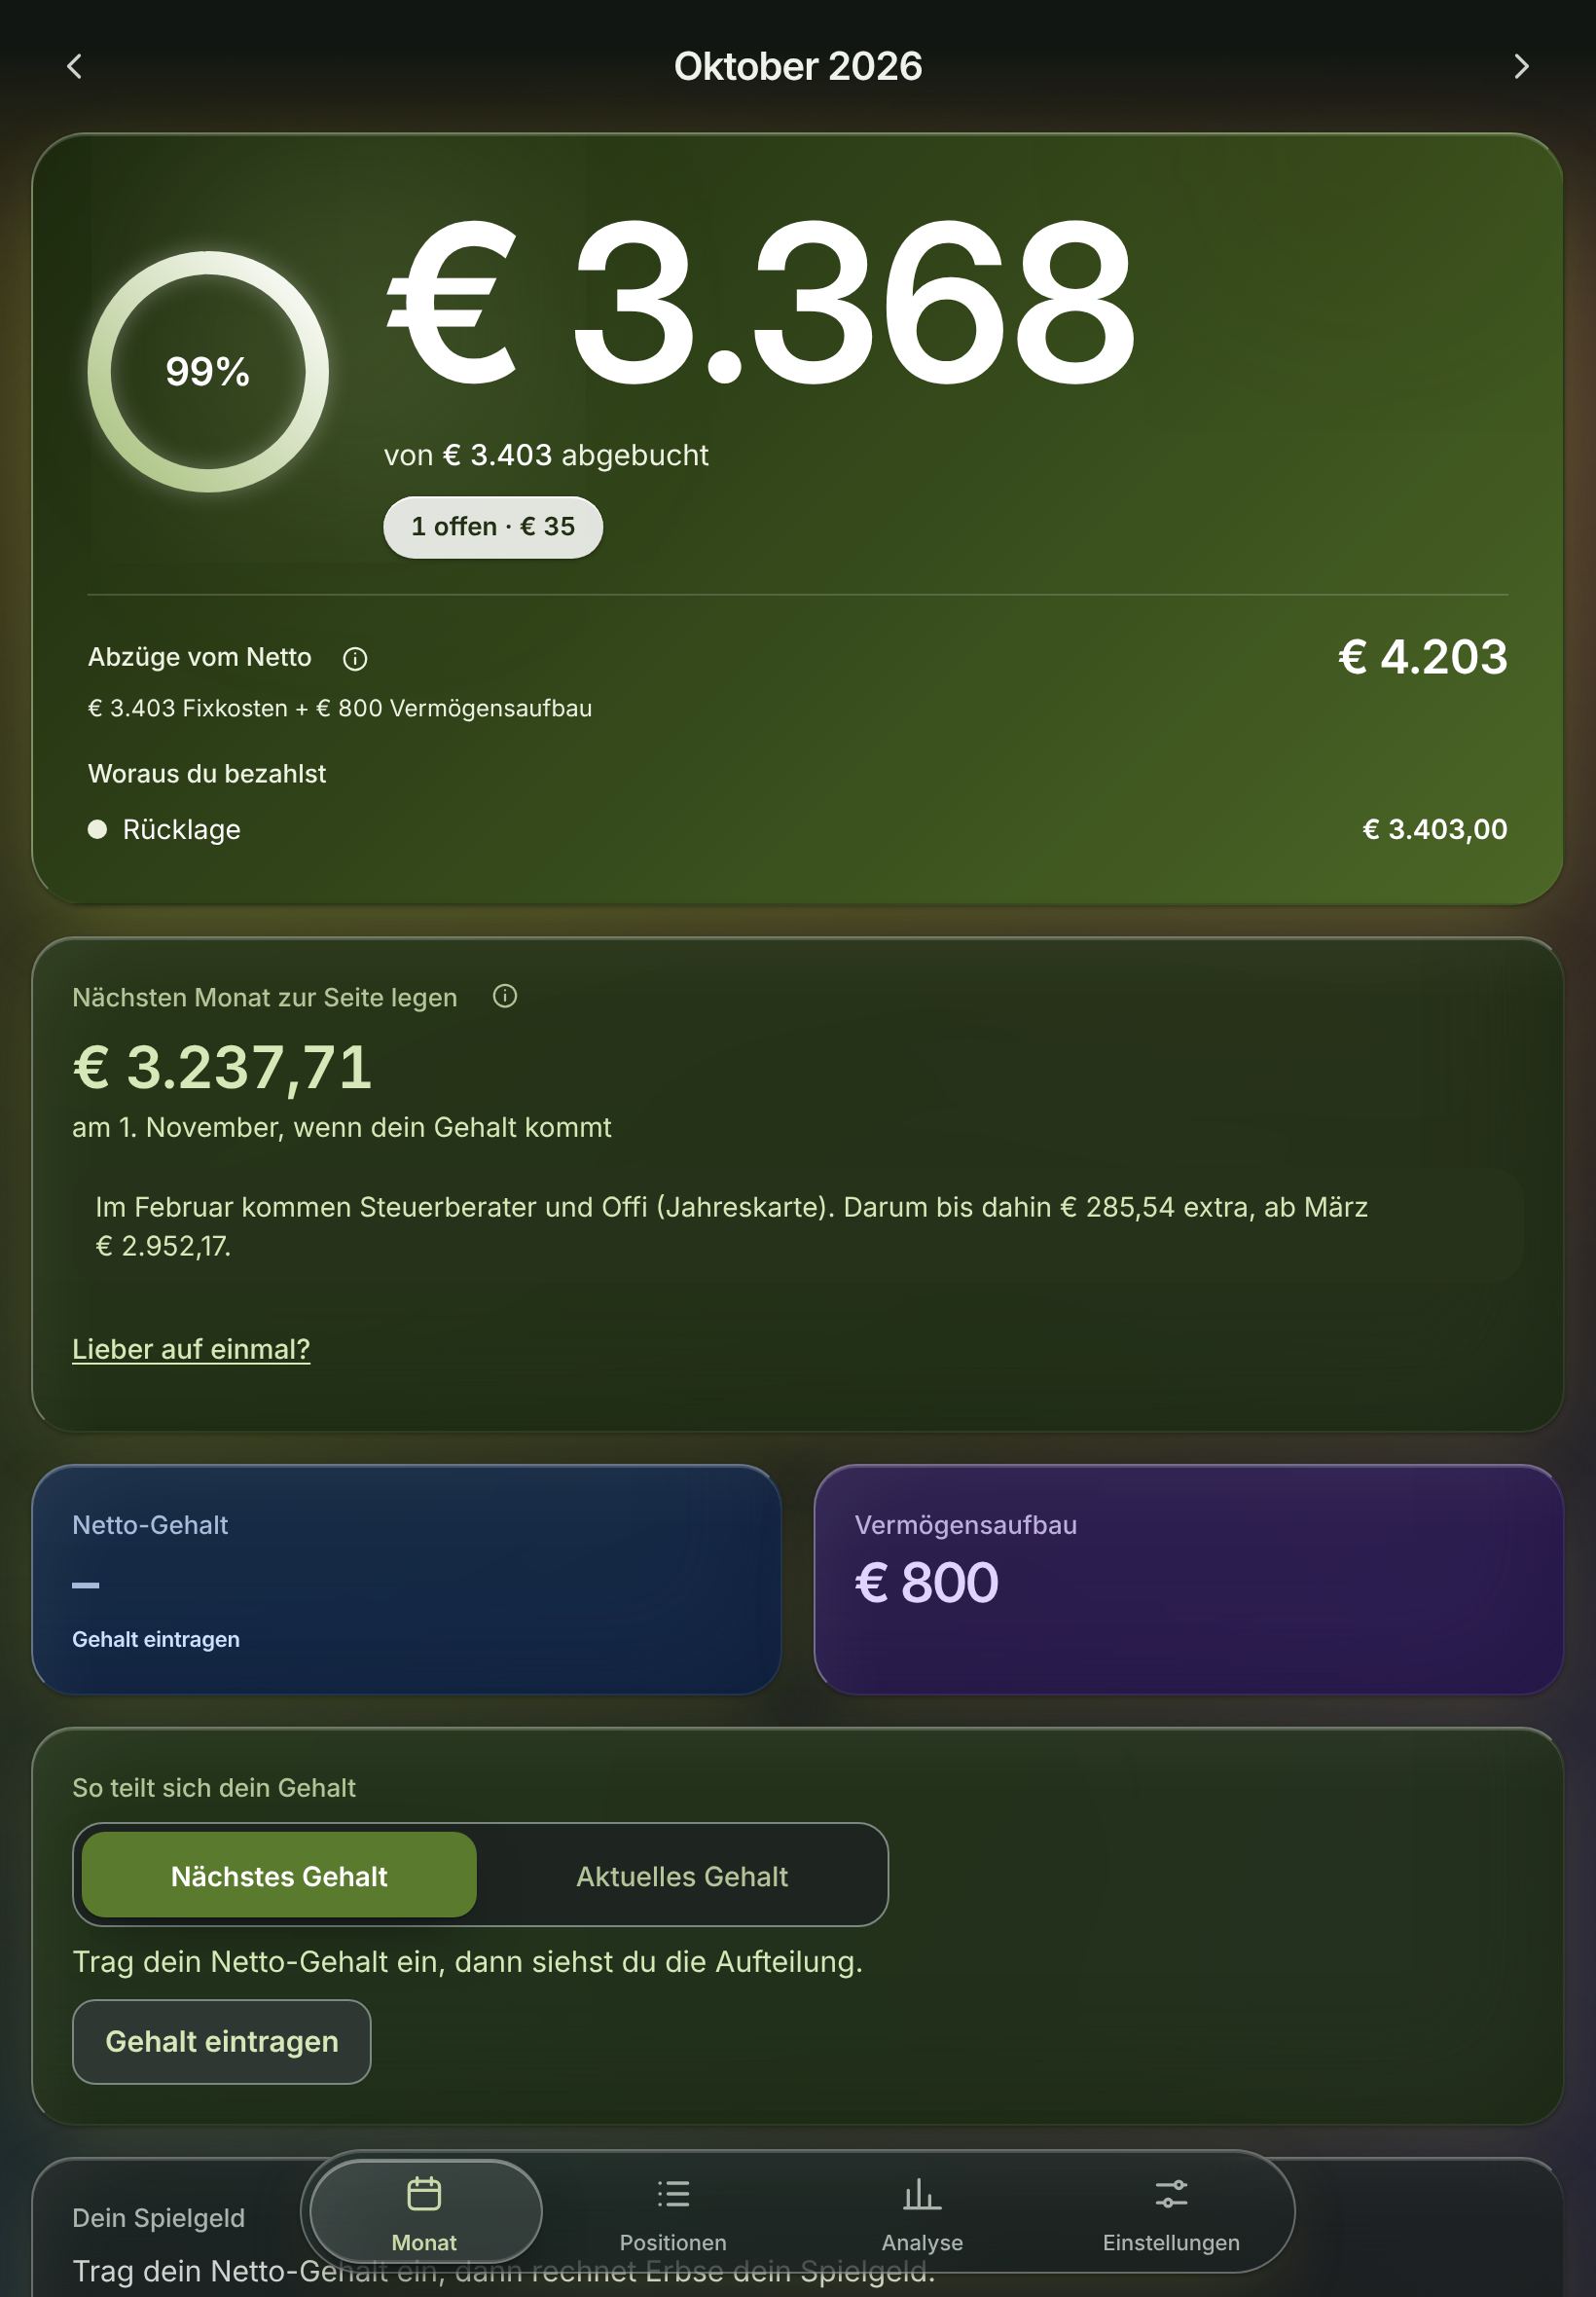 Oktober 2026
99%
€ 3.368
von € 3.403 abgebucht
1 offen · € 35
Abzüge vom Netto
€ 4.203
€ 3.403 Fixkosten + € 800 Vermögensaufbau
Woraus du bezahlst
Rücklage
€ 3.403,00
Nächsten Monat zur Seite legen
€ 3.237,71
am 1. November, wenn dein Gehalt kommt
Im Februar kommen Steuerberater und Offi (Jahreskarte). Darum bis dahin € 285,54 extra, ab März
€ 2.952,17.
Lieber auf einmal?
Netto-Gehalt
–
Gehalt eintragen
Vermögensaufbau
€ 800
So teilt sich dein Gehalt
Nächstes Gehalt
Aktuelles Gehalt
Trag dein Netto-Gehalt ein, dann siehst du die Aufteilung.
Gehalt eintragen
Dein Spielgeld
Trag dein Netto-Gehalt ein, dann rechnet Erbse dein Spielgeld.
Monat
Positionen
Analyse
Einstellungen